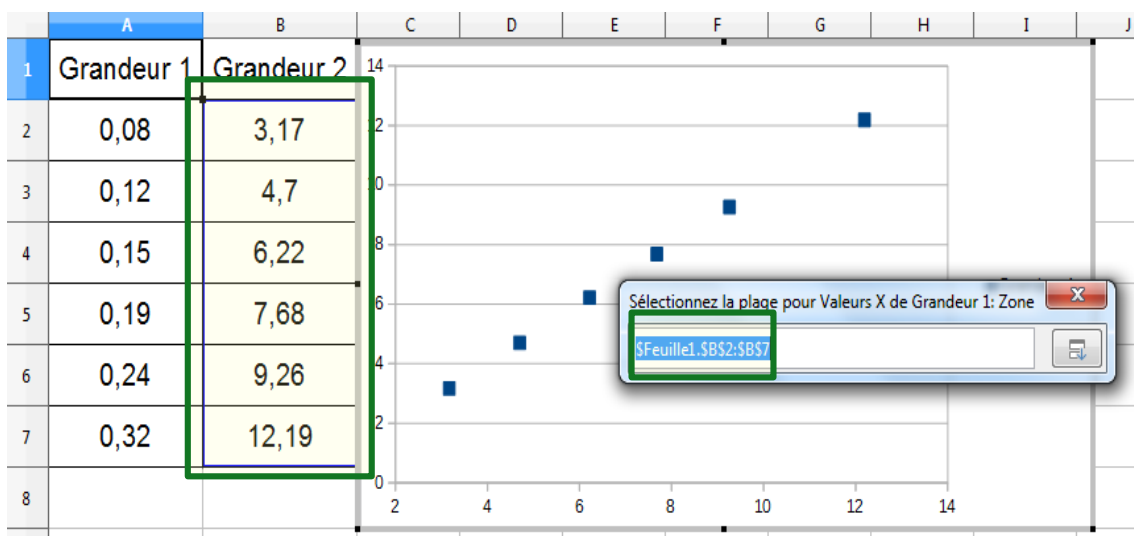 A B C D E F G H I J
1 Grandeur 1 Grandeur 2
2 0,08 3,17
3 0,12 4,7
4 0,15 6,22
5 0,19 7,68
6 0,24 9,26
7 0,32 12,19
8
14
12
10
8
6
4
2
0
2 4 6 8 10 12 14
Sélectionnez la plage pour Valeurs X de Grandeur 1: Zone
$Feuille1.$B$2:$B$7